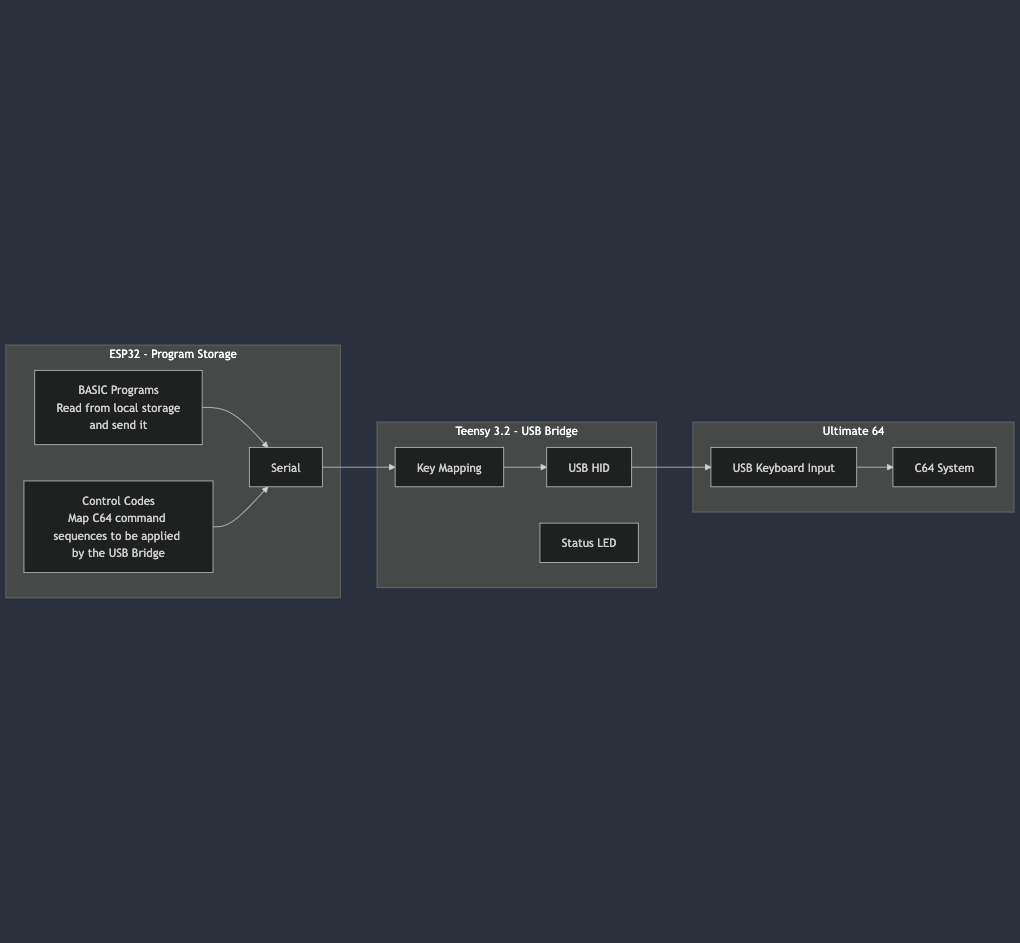 ESP32 - Program Storage
BASIC Programs
Read from local storage
and send it
Control Codes
Map C64 command
sequences to be applied
by the USB Bridge
Serial
Teensy 3.2 - USB Bridge
Key Mapping
USB HID
Status LED
Ultimate 64
USB Keyboard Input
C64 System